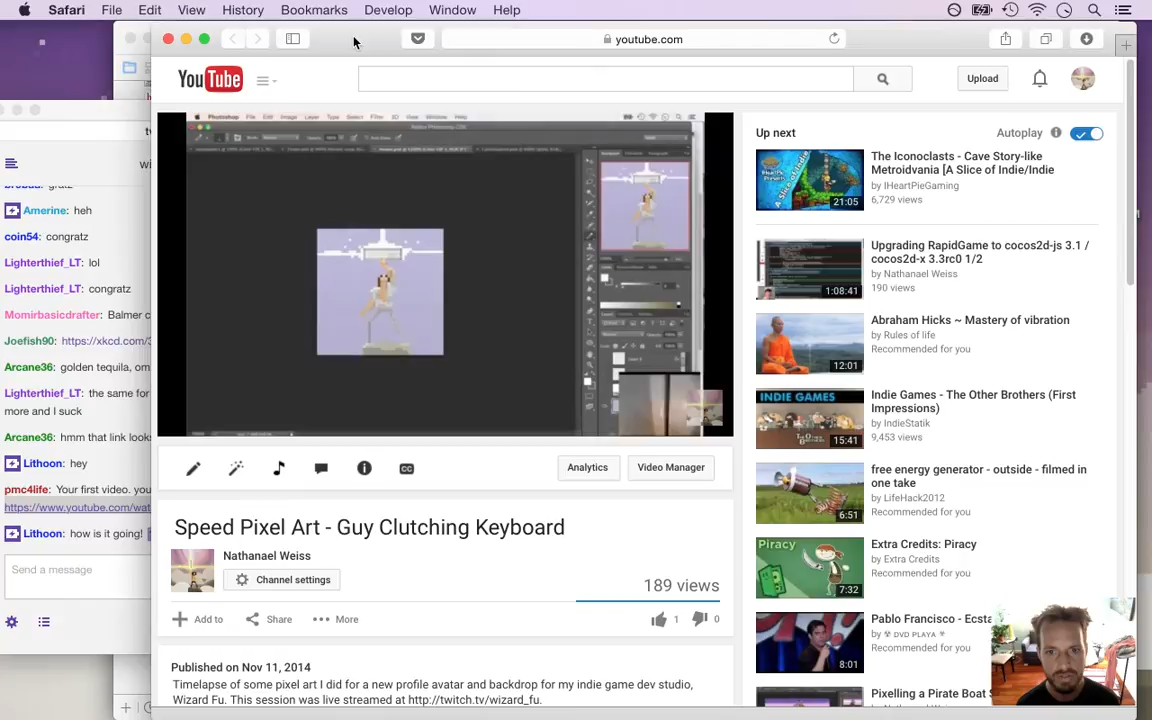 Safari File Edit View History Bookmarks Develop Window Help
youtube.com
YouTube
Upload
Up next
Autoplay
The Iconoclasts - Cave Story-like
Metroidvania [A Slice of Indie/Indie
by IHeartPieGaming
6,729 views
21:05
Upgrading RapidGame to cocos2d-js 3.1 /
cocos2d-x 3.3rc0 1/2
by Nathanael Weiss
190 views
1:08:41
Abraham Hicks ~ Mastery of vibration
by Rules of life
Recommended for you
12:01
INDIE GAMES
Indie Games - The Other Brothers (First
Impressions)
by IndieStatik
9,453 views
15:41
free energy generator - outside - filmed in
one take
by LifeHack2012
Recommended for you
6:51
Piracy
Extra Credits: Piracy
by Extra Credits
Recommended for you
7:32
Pablo Francisco - Ecsta
by ☣ DVD PLAYA ☣
Recommended for
8:01
Pixelling a Pirate Boat S
Analytics
Video Manager
Speed Pixel Art - Guy Clutching Keyboard
Nathanael Weiss
Channel settings
189 views
Add to
Share
More
1
0
Published on Nov 11, 2014
Timelapse of some pixel art I did for a new profile avatar and backdrop for my indie game dev studio,
Wizard Fu. This session was live streamed at http://twitch.tv/wizard_fu.
Amerine: heh
coin54: congratz
Lighterthief_LT: lol
Lighterthief_LT: congratz
Momirbasicdrafter: Balmer c
Joefish90: https://xkcd.com/3
Arcane36: golden tequila, om
Lighterthief_LT: the same for
more and I suck
Arcane36: hmm that link looks
Lithoon: hey
pmc4life: Your first video. you
https://www.youtube.com/wat
Lithoon: how is it going!
Send a message